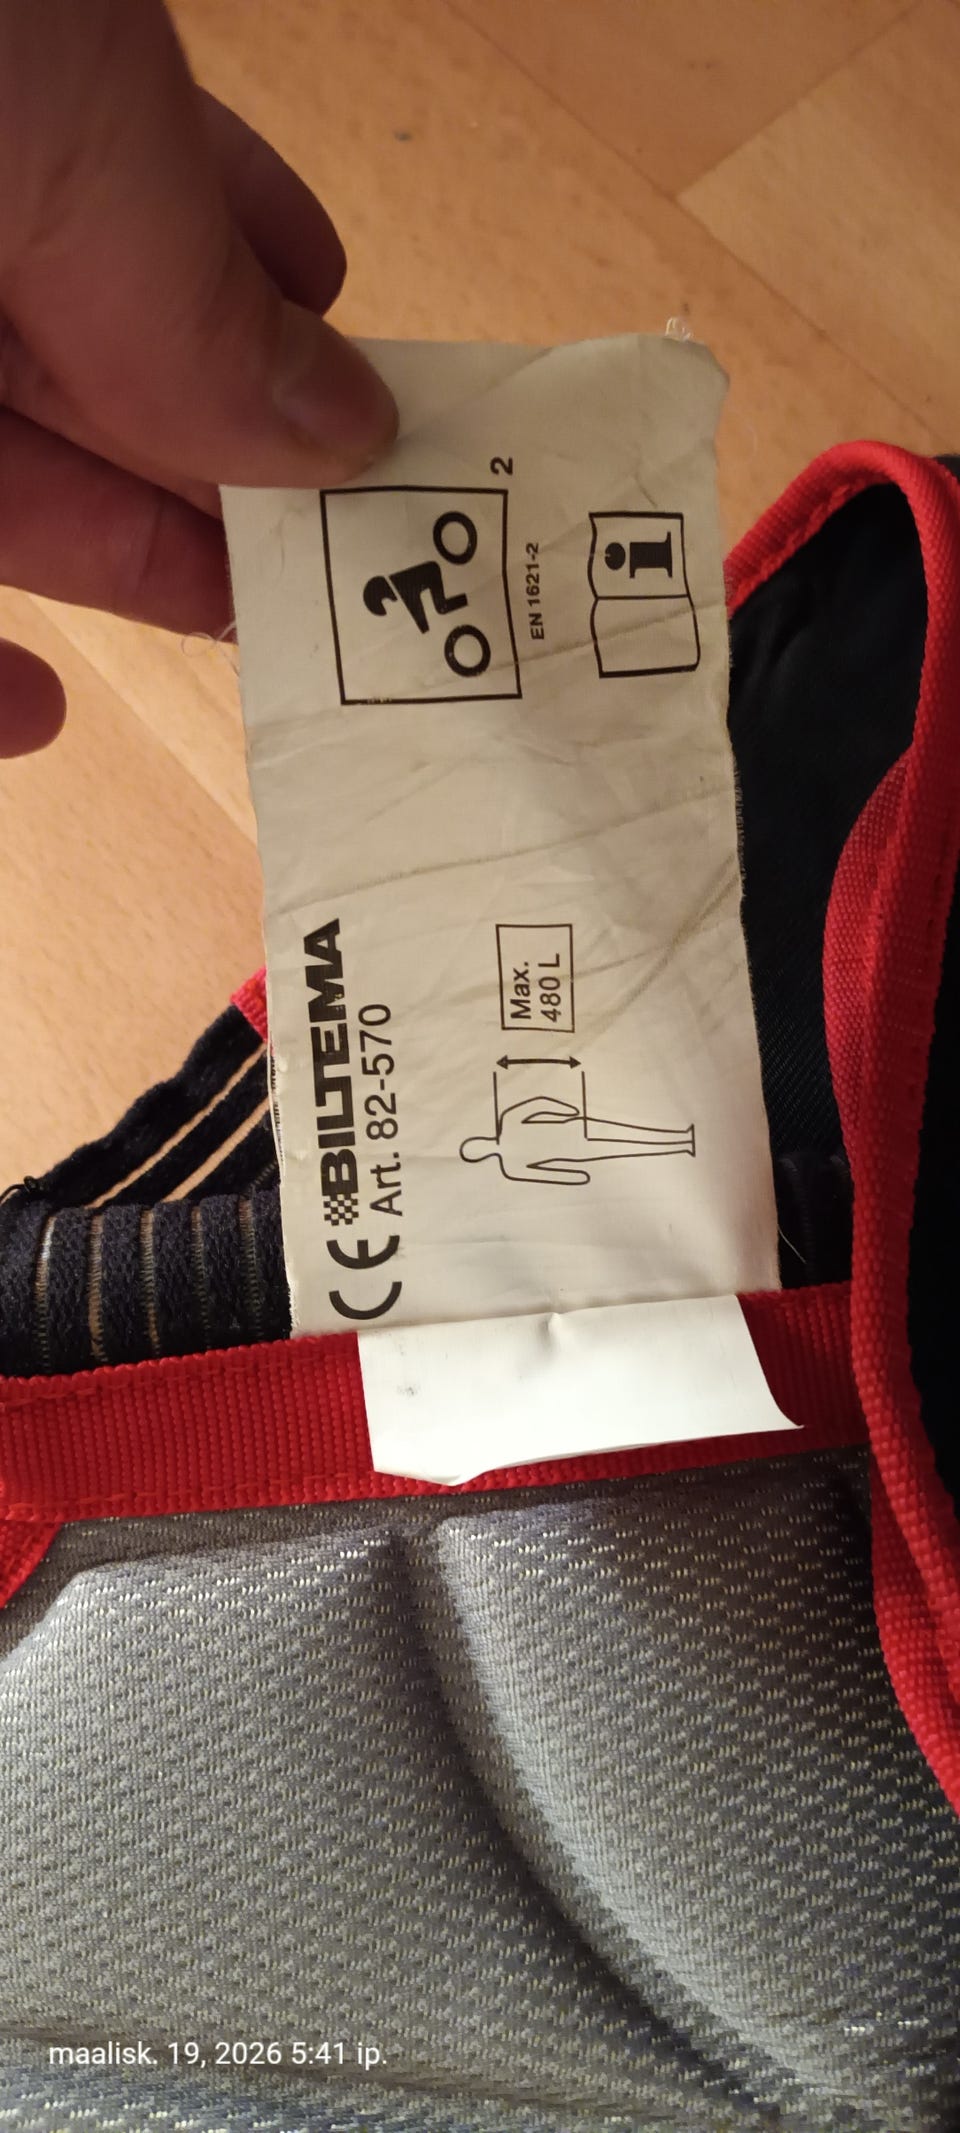 CE BILTEMA
Art. 82-570
Max.
480 L
2
EN 1621-2
i
maalisk. 19, 2026 5:41 ip.